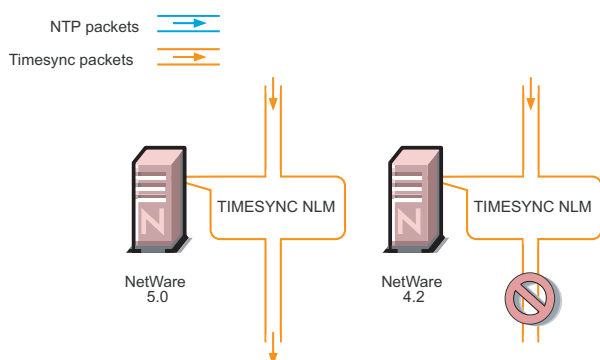 NTP packets
Timesync packets
TIMESYNC NLM
TIMESYNC NLM
N
N
NetWare
5.0
NetWare
4.2